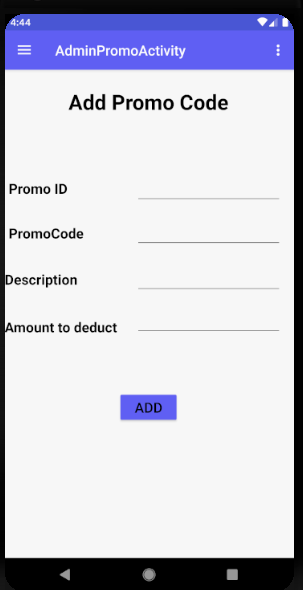 4:44
AdminPromoActivity
Add Promo Code
Promo ID
PromoCode
Description
Amount to deduct
ADD